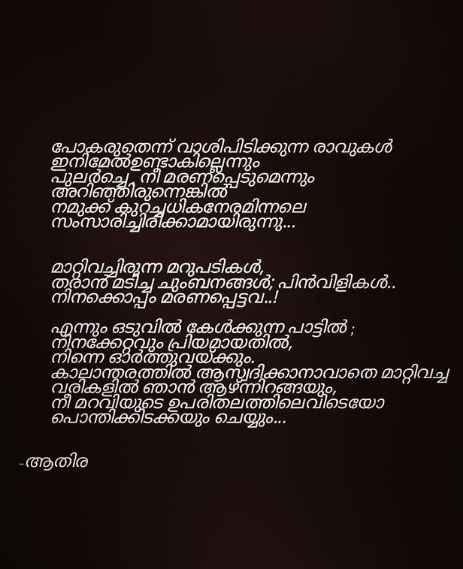 പോകരുതെന്ന് വാശിപിടിക്കുന്ന രാവുകൾ
ഇനിമേൽഉണ്ടാകില്ലെന്നും
പുലർച്ചെ , നീ മരണപ്പെടുമെന്നും
അറിഞ്ഞിരുന്നെങ്കിൽ
നമുക്ക് കുറച്ചധികനേരമിന്നലെ
സംസാരിച്ചിരിക്കാമായിരുന്നു...
മാറ്റിവച്ചിരുന്ന മറുപടികൾ,
തരാൻ മടിച്ച ചുംബനങ്ങൾ; പിൻവിളികൾ..
നിനക്കൊപ്പം മരണപ്പെട്ടവ..!
എന്നും ഒടുവിൽ കേൾക്കുന്ന പാട്ടിൽ ;
നിനക്കേറ്റവും പ്രിയമായതിൽ,
നിന്നെ ഓർത്തുവയ്ക്കും.
കാലാന്തരത്തിൽ ആസ്വദിക്കാനാവാതെ മാറ്റിവച്ച
വരികളിൽ ഞാൻ ആഴ്ന്നിറങ്ങയും,
നീ മറവിയുടെ ഉപരിതലത്തിലെവിടെയോ
പൊന്തിക്കിടക്കയും ചെയ്യും...
-ആതിര